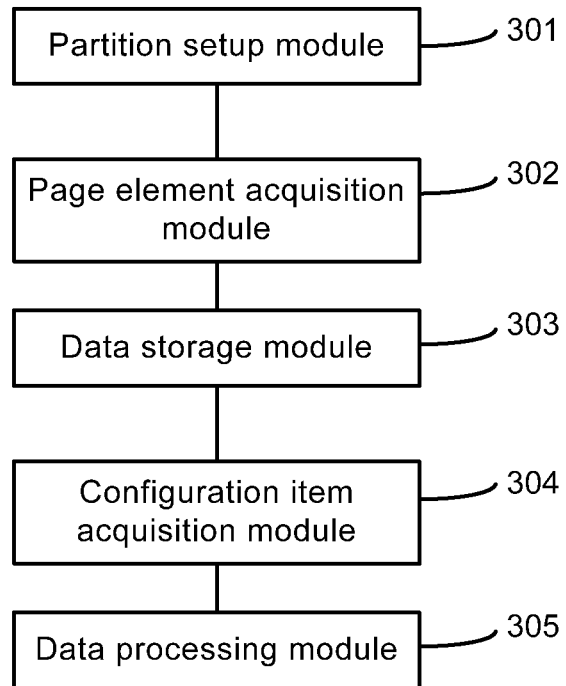 Partition setup module
301
Page element acquisition
module
302
Data storage module
303
Configuration item
acquisition module
304
Data processing module
305